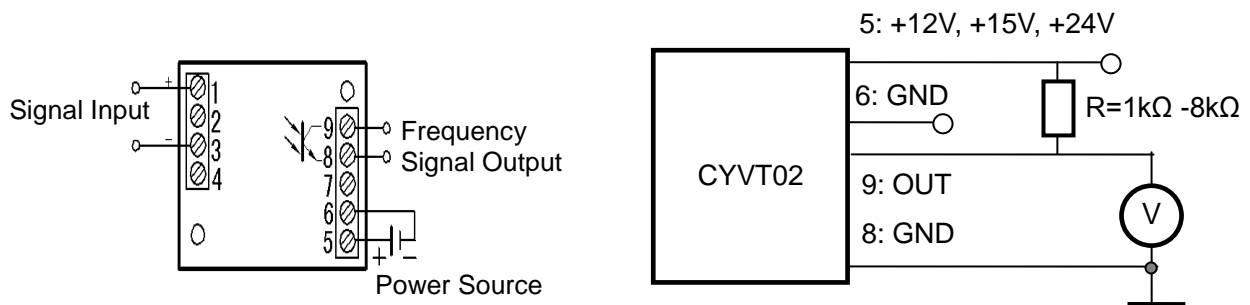 Signal Input
+
-
1
2
3
4
9
8
7
6
5
+ -
Frequency
Signal Output
Power Source
5: +12V, +15V, +24V
6: GND
R=1kΩ -8kΩ
CYVT02
9: OUT
8: GND
V